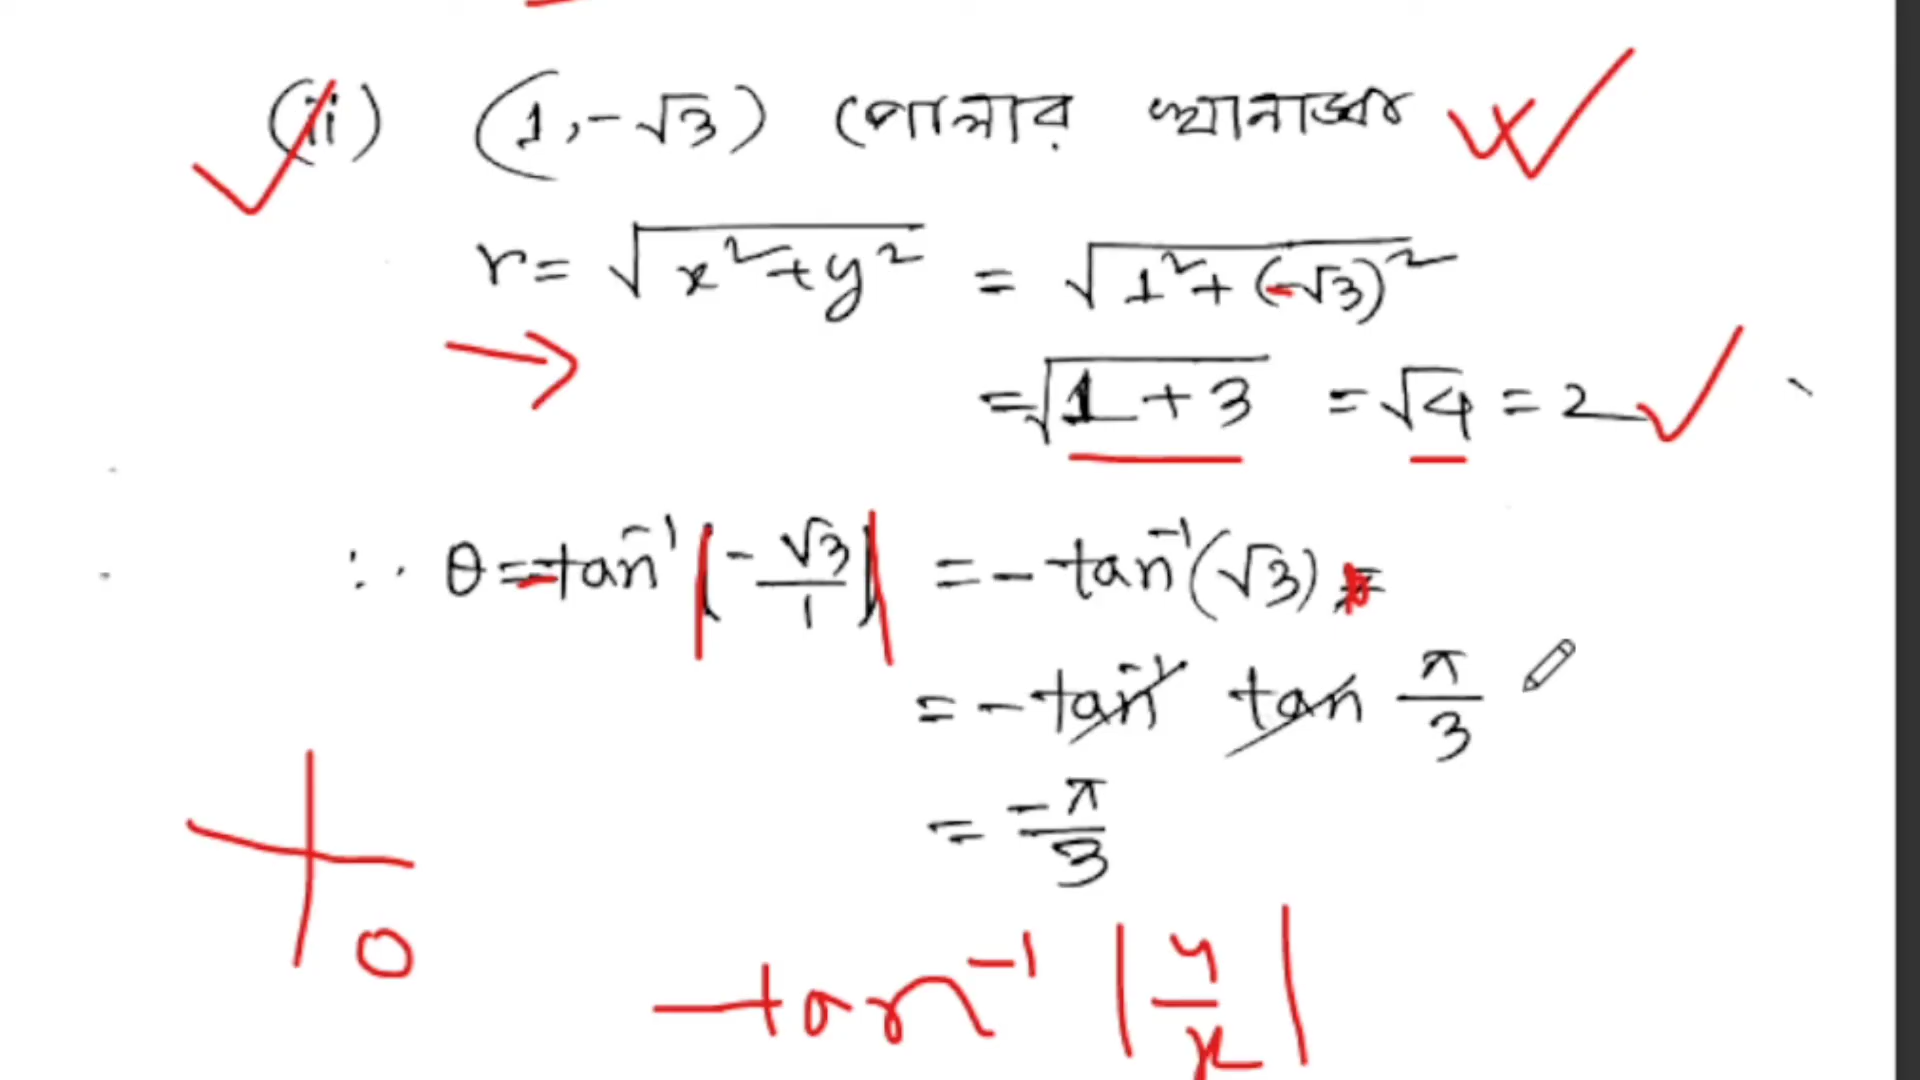 (ii) (1, -√3) পোলার স্থানাঙ্ক
r = √(x²+y²) = √(1²+(-√3)²)
= √(1+3) = √4 = 2
∴ θ = -tan⁻¹|-√3/1| = -tan⁻¹(√3)
= -tan⁻¹ tan π/3
= -π/3
-tan⁻¹|y/x|